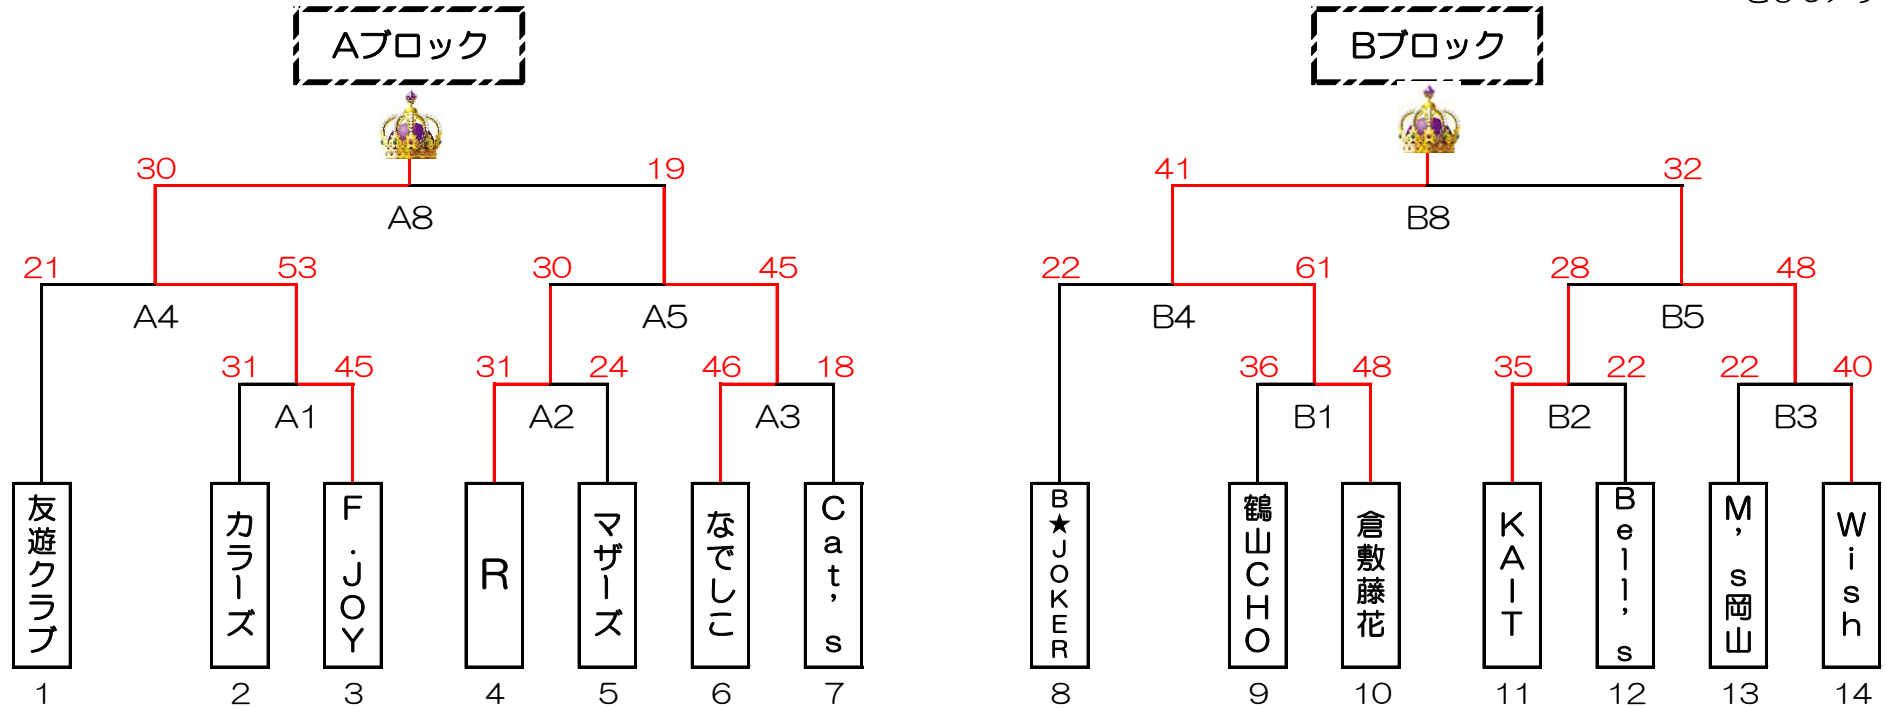 Aブロック
Bブロック
30 19
41 32
A8
B8
21 53 30 45
22 61 28 48
A4 A5
B4 B5
31 45 31 24 46 18
36 48 35 22 22 40
A1 A2 A3
B1 B2 B3
友遊クラブ
カラーズ
F.JOY
R
マザーズ
なでしこ
Cat’s
B★JOKER
鶴山CHO
倉敷藤花
KAIT
Bell’s
M’s岡山
Wish
1 2 3 4 5 6 7
8 9 10 11 12 13 14